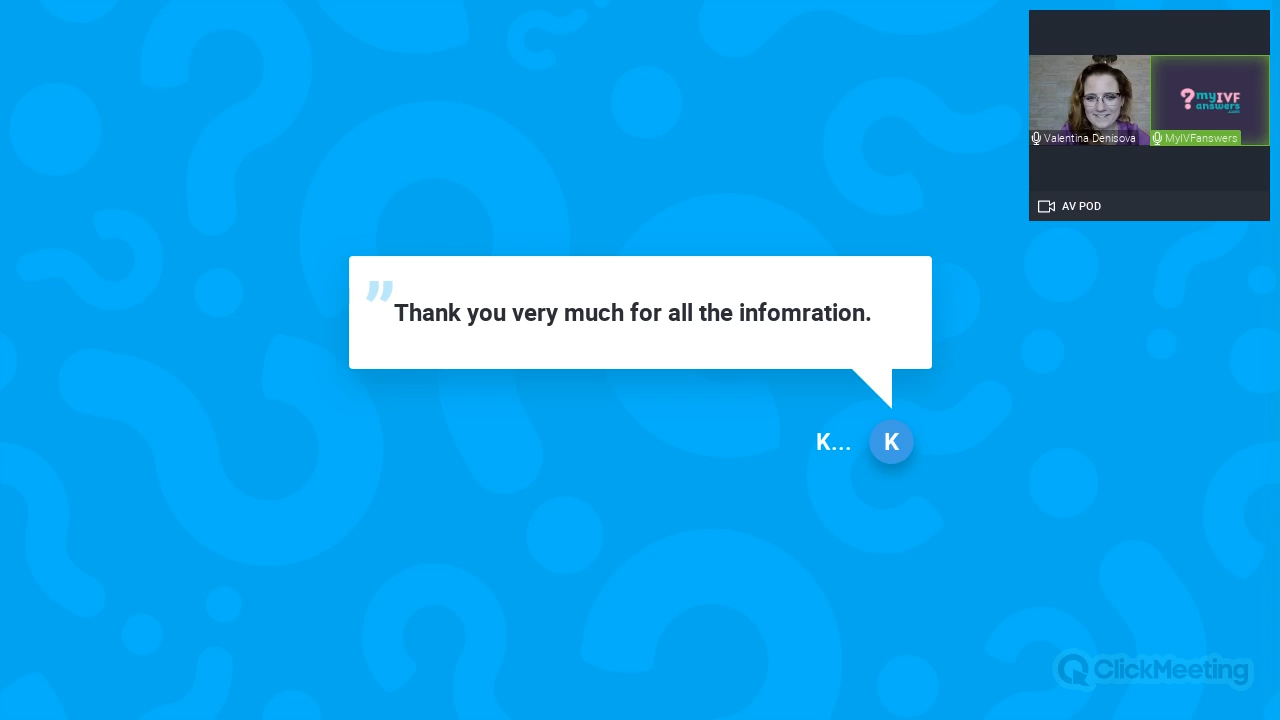 myIVF
answers
Valentina Denisova
MyIVFanswers
AV POD
Thank you very much for all the infomration.
K...
K
ClickMeeting